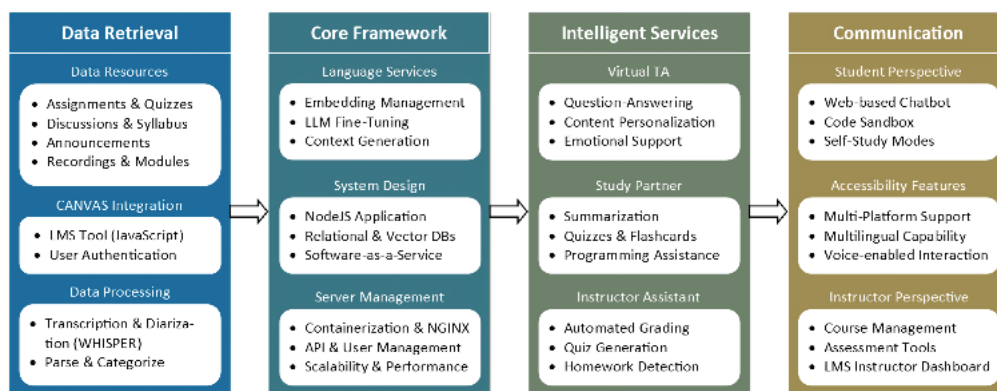 Data Retrieval
Data Resources
Assignments & Quizzes
Discussions & Syllabus
Announcements
Recordings & Modules
CANVAS Integration
LMS Tool (JavaScript)
User Authentication
Data Processing
Transcription & Diariza-
tion (WHISPER)
Parse & Categorize
Core Framework
Language Services
Embedding Management
LLM Fine-Tuning
Context Generation
System Design
NodeJS Application
Relational & Vector DBs
Software-as-a-Service
Server Management
Containerization & NGINX
API & User Management
Scalability & Performance
Intelligent Services
Virtual TA
Question-Answering
Content Personalization
Emotional Support
Study Partner
Summarization
Quizzes & Flashcards
Programming Assistance
Instructor Assistant
Automated Grading
Quiz Generation
Homework Detection
Communication
Student Perspective
Web-based Chatbot
Code Sandbox
Self-Study Modes
Accessibility Features
Multi-Platform Support
Multilingual Capability
Voice-enabled Interaction
Instructor Perspective
Course Management
Assessment Tools
LMS Instructor Dashboard